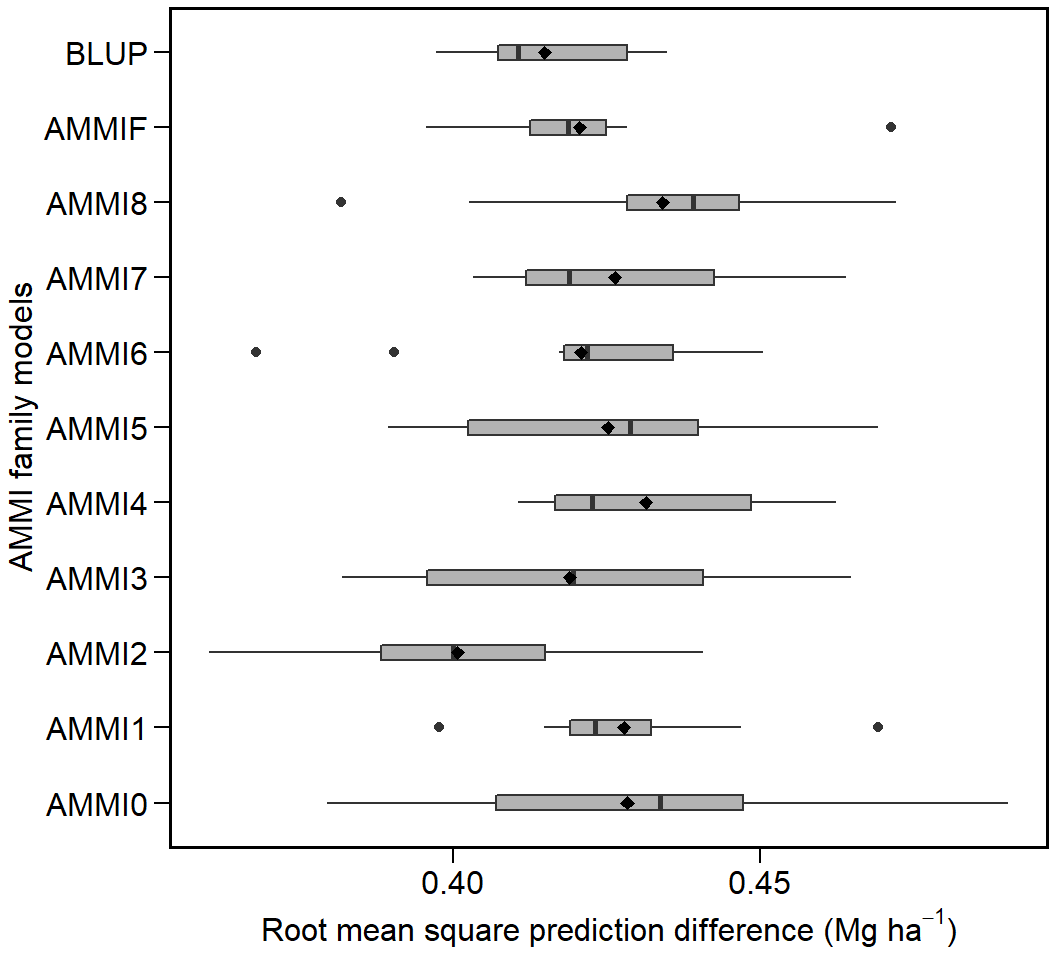 AMMI family models
BLUP
AMMIF
AMMI8
AMMI7
AMMI6
AMMI5
AMMI4
AMMI3
AMMI2
AMMI1
AMMI0
0.40 0.45
Root mean square prediction difference (Mg ha⁻¹)